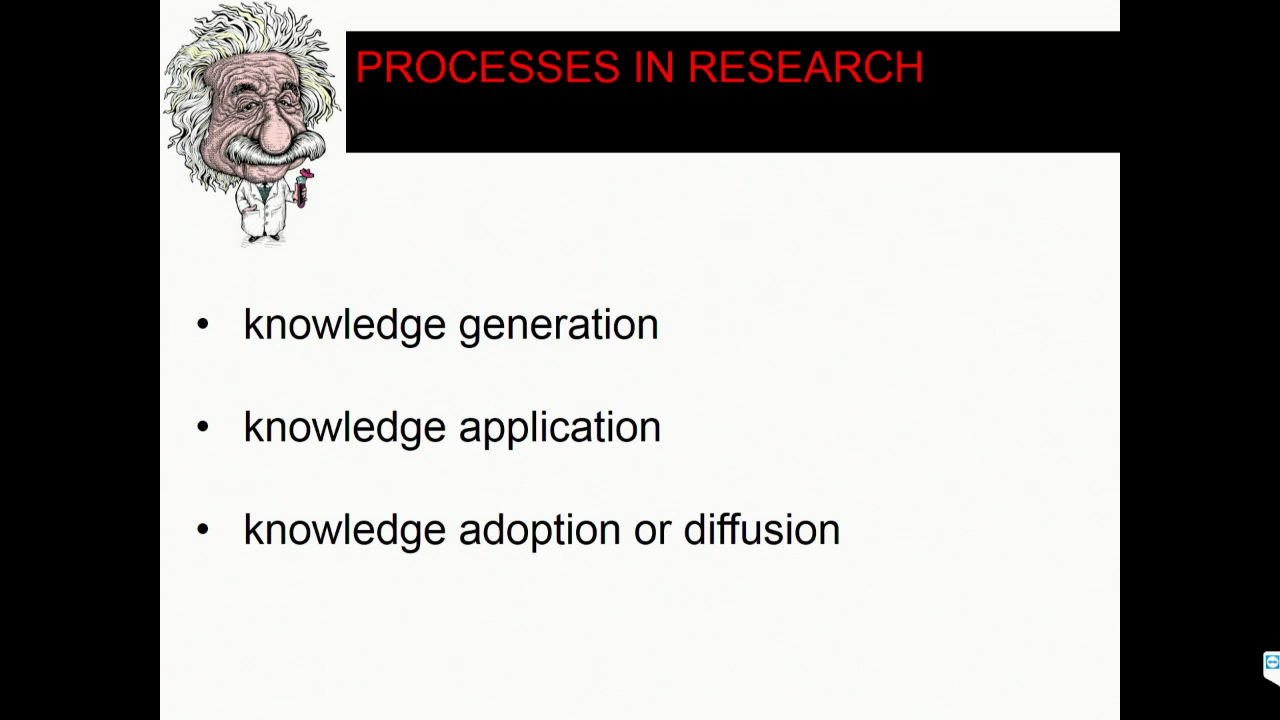 PROCESSES IN RESEARCH
• knowledge generation
• knowledge application
• knowledge adoption or diffusion